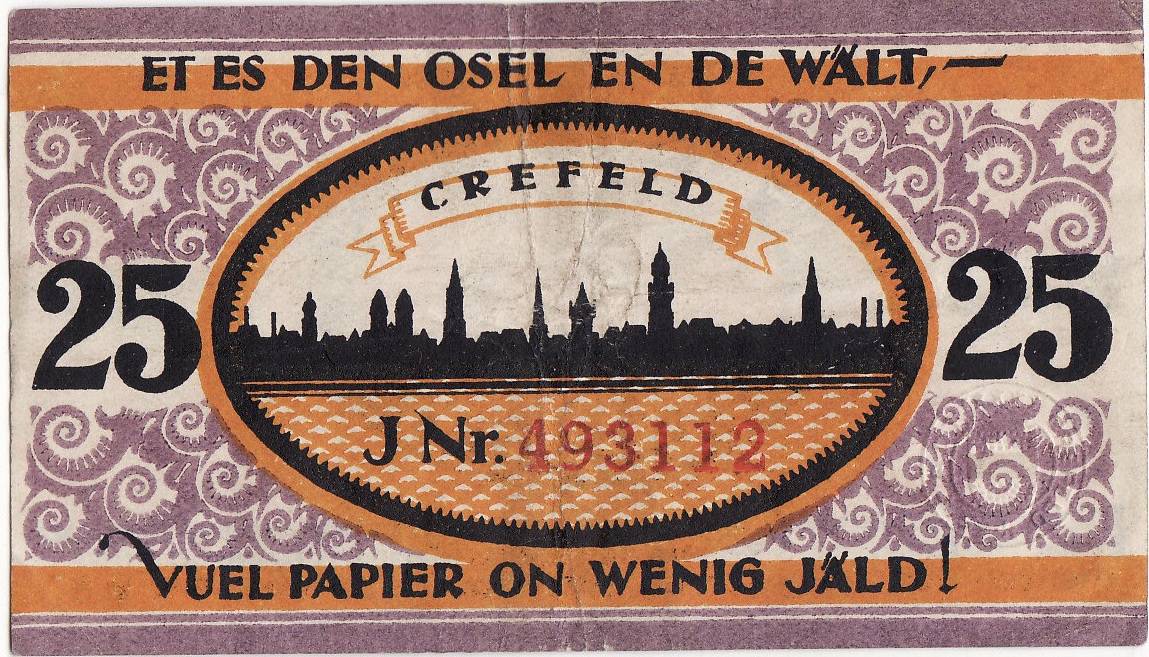 ET ES DEN OSEL EN DE WÄLT,—
CREFELD
25
25
J Nr. 493112
VUEL PAPIER ON WENIG JÄLD!